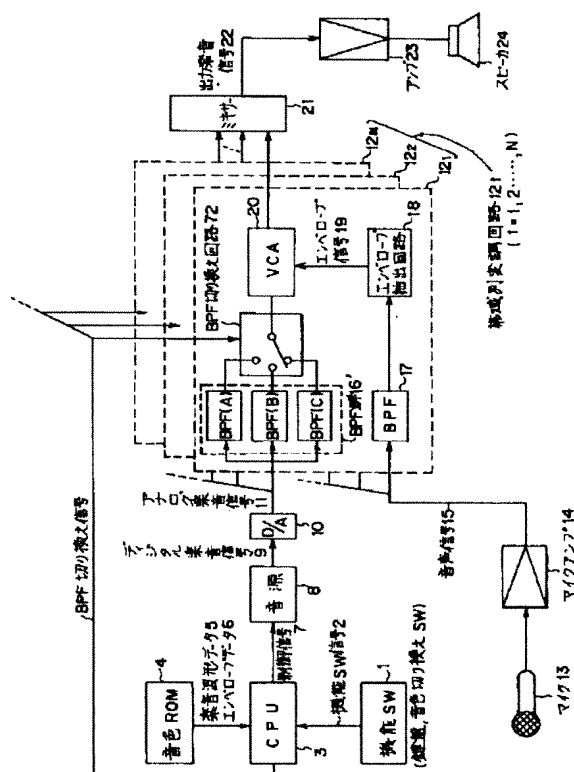 BPF切り換え信号
音色ROM
4
楽音波形データ5
エンベロープデータ6
CPU
3
制御信号
7
機能SW信号2
機能SW
1
(鍵盤,音色切り換えSW)
音源
8
ディジタル楽音信号9
D/A
10
アナログ楽音信号11
BPF(A)
BPF(B)
BPF(C)
BPF群16'
BPF切り換え回路72
VCA
20
エンベロープ
信号19
エンベロープ
抽出回路
18
BPF
17
12₁
12₂
12N
帯域別変調回路12i
(i=1,2……,N)
ミキサー
21
出力楽音
信号22
アンプ23
スピーカ24
音声信号15
マイクアンプ14
マイク13